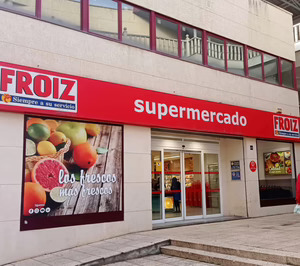 FROIZ
Siempre a su servicio
supermercado
FROIZ
los frescos
más frescos